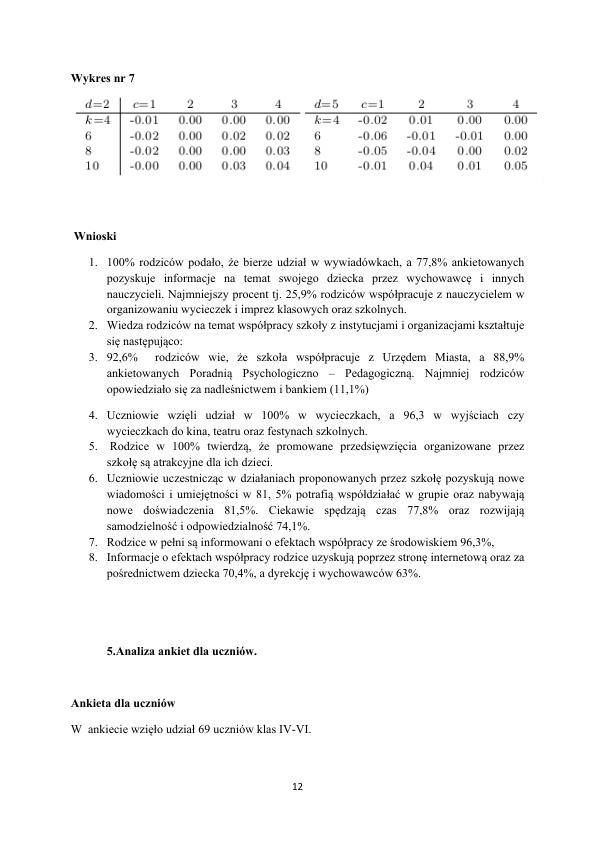 Wykres nr 7
d=2 c=1 2 3 4 d=5 c=1 2 3 4
k=4 -0.01 0.00 0.00 0.00 k=4 -0.02 0.01 0.00 0.00
6 -0.02 0.00 0.02 0.02 6 -0.06 -0.01 -0.01 0.00
8 -0.02 0.00 0.00 0.03 8 -0.05 -0.04 0.00 0.02
10 -0.00 0.00 0.03 0.04 10 -0.01 0.04 0.01 0.05
Wnioski
1. 100% rodziców podało, że bierze udział w wywiadówkach, a 77,8% ankietowanych
pozyskuje informacje na temat swojego dziecka przez wychowawcę i innych
nauczycieli. Najmniejszy procent tj. 25,9% rodziców współpracuje z nauczycielem w
organizowaniu wycieczek i imprez klasowych oraz szkolnych.
2. Wiedza rodziców na temat współpracy szkoły z instytucjami i organizacjami kształtuje
się następująco:
3. 92,6% rodziców wie, że szkoła współpracuje z Urzędem Miasta, a 88,9%
ankietowanych Poradnią Psychologiczno – Pedagogiczną. Najmniej rodziców
opowiedziało się za nadleśnictwem i bankiem (11,1%)
4. Uczniowie wzięli udział w 100% w wycieczkach, a 96,3 w wyjściach czy
wycieczkach do kina, teatru oraz festynach szkolnych.
5. Rodzice w 100% twierdzą, że promowane przedsięwzięcia organizowane przez
szkołę są atrakcyjne dla ich dzieci.
6. Uczniowie uczestnicząc w działaniach proponowanych przez szkołę pozyskują nowe
wiadomości i umiejętności w 81, 5% potrafią współdziałać w grupie oraz nabywają
nowe doświadczenia 81,5%. Ciekawie spędzają czas 77,8% oraz rozwijają
samodzielność i odpowiedzialność 74,1%.
7. Rodzice w pełni są informowani o efektach współpracy ze środowiskiem 96,3%,
8. Informacje o efektach współpracy rodzice uzyskują poprzez stronę internetową oraz za
pośrednictwem dziecka 70,4%, a dyrekcję i wychowawców 63%.
5.Analiza ankiet dla uczniów.
Ankieta dla uczniów
W ankiecie wzięło udział 69 uczniów klas IV-VI.
12